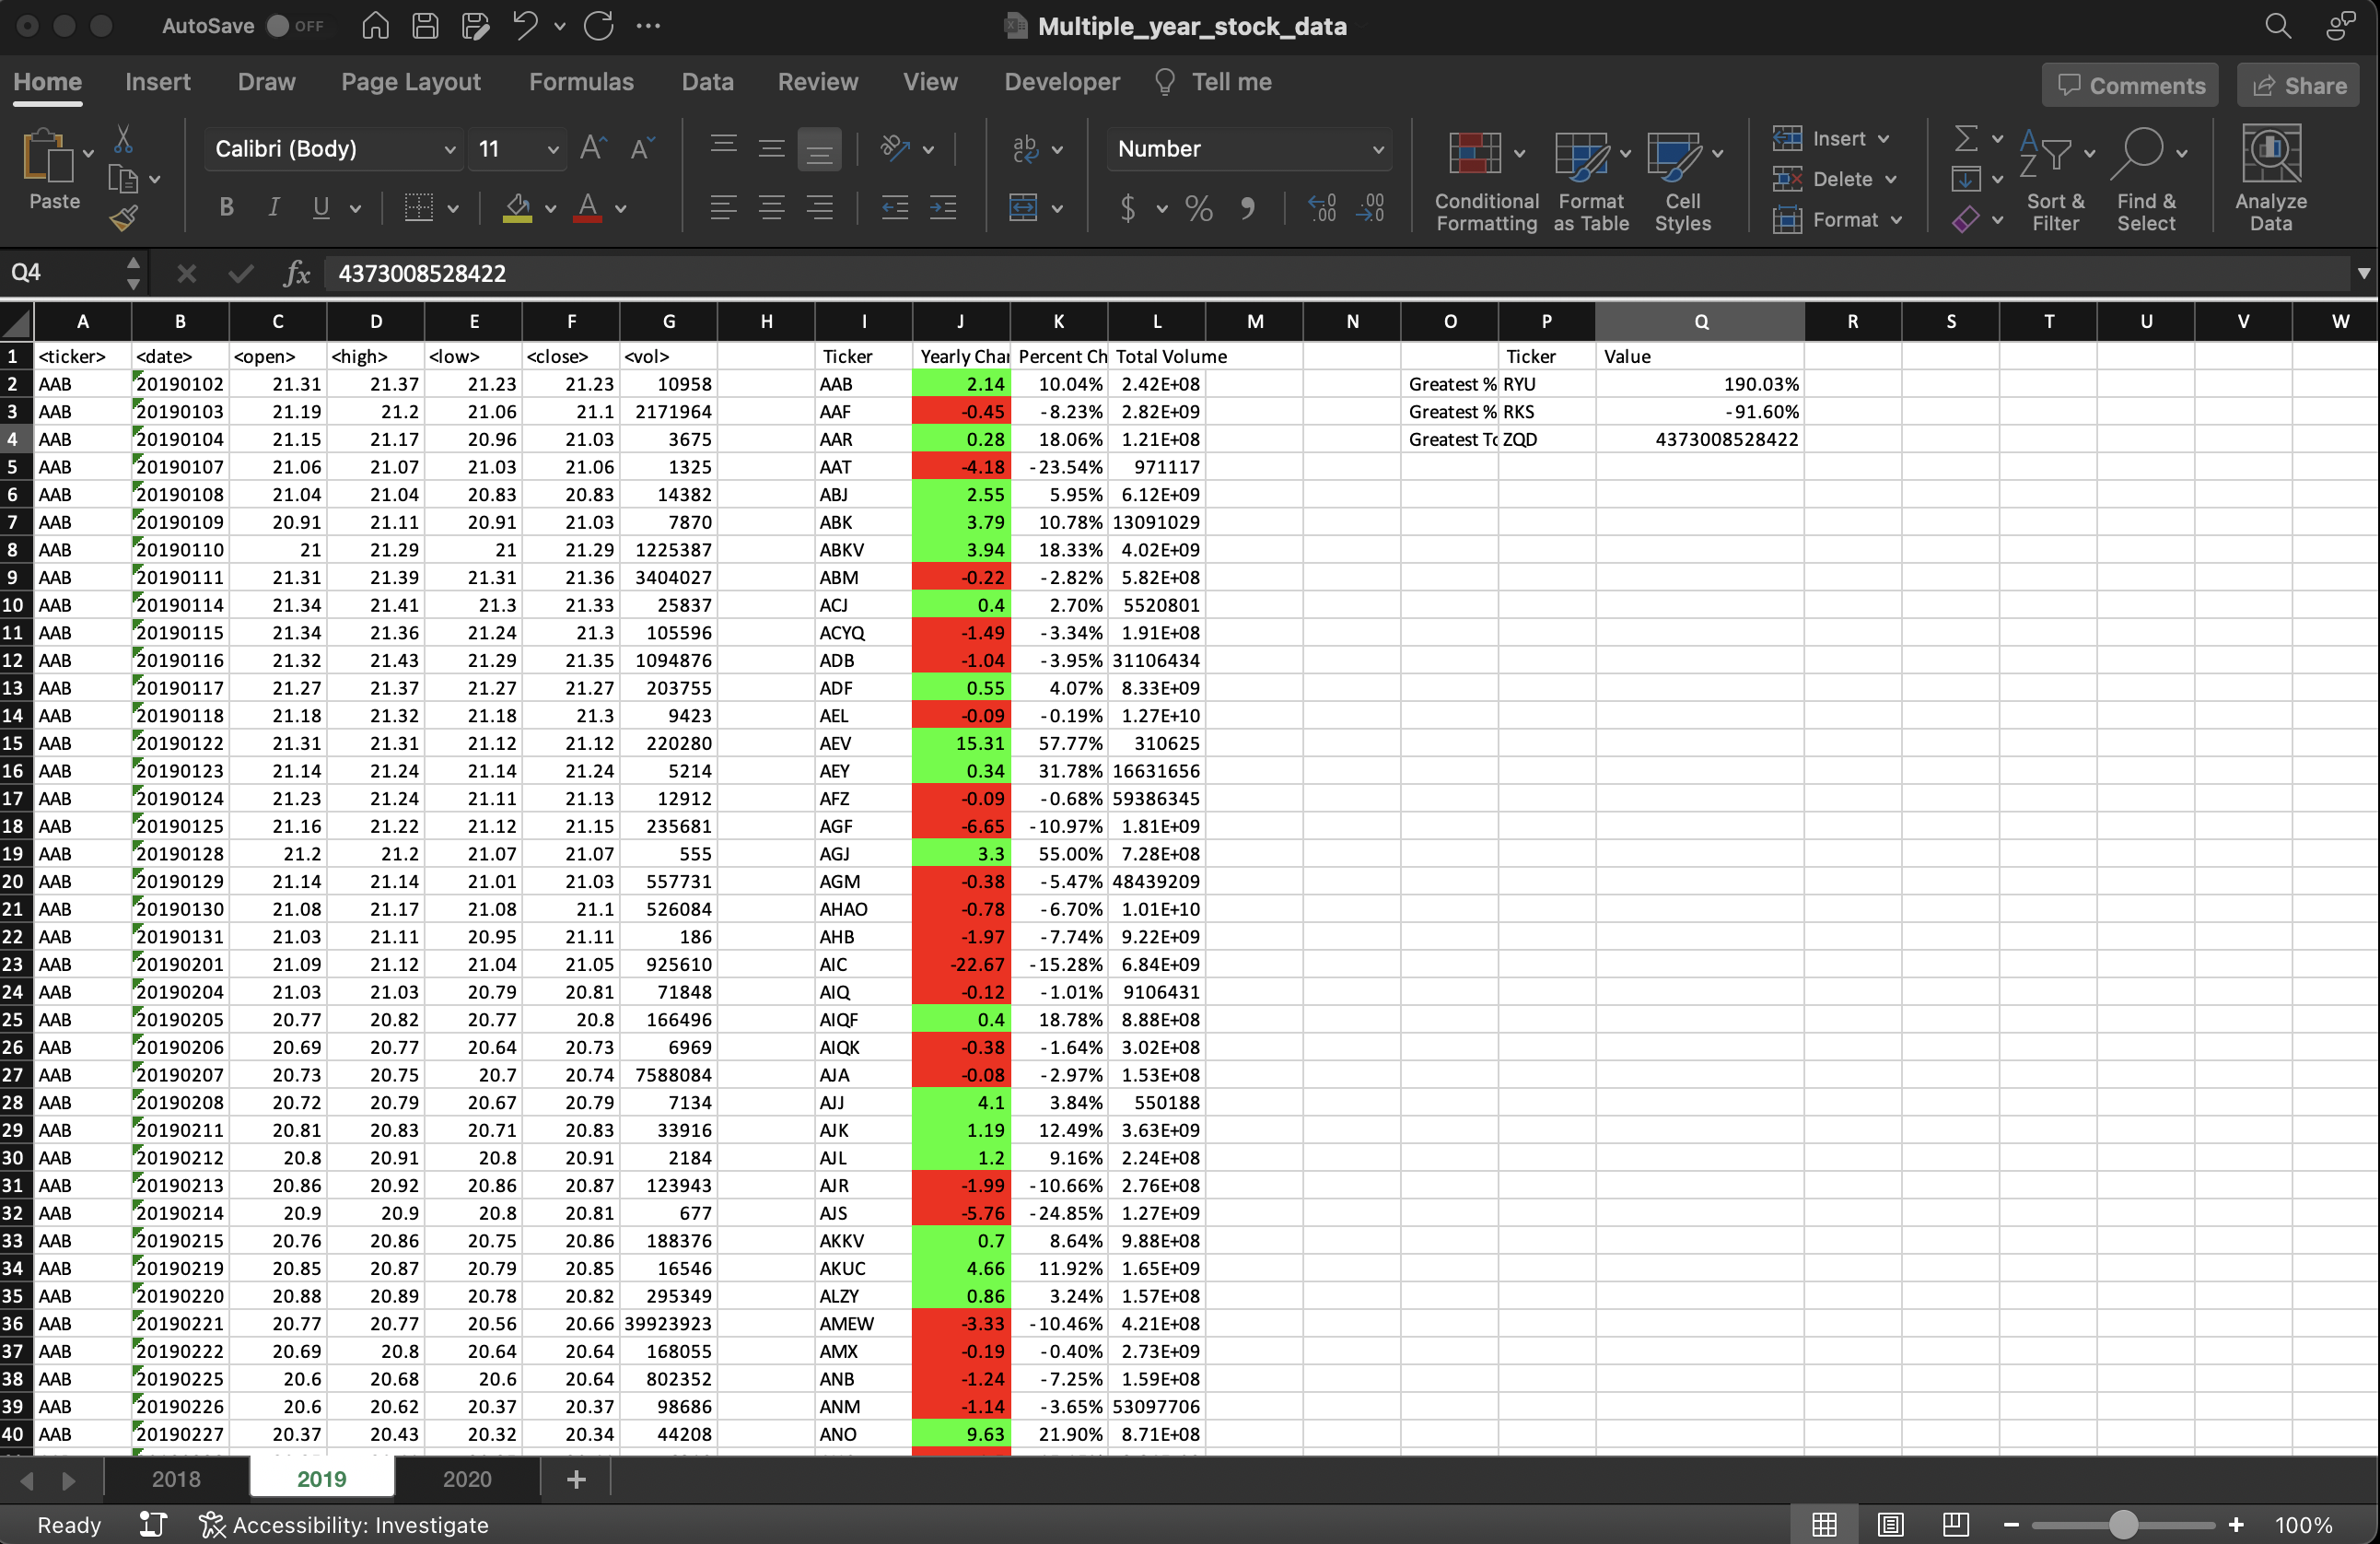 AutoSave OFF Multiple_year_stock_data
Home Insert Draw Page Layout Formulas Data Review View Developer Tell me Comments Share
Paste Calibri (Body) 11 Number Conditional Formatting Format as Table Cell Styles Insert Delete Format Sort & Filter Find & Select Analyze Data
Q4 fx 4373008528422
A B C D E F G H I J K L M N O P Q R S T U V W
1 <ticker> <date> <open> <high> <low> <close> <vol> Ticker Yearly Char Percent Ch Total Volume Ticker Value
2 AAB 20190102 21.31 21.37 21.23 21.23 10958 AAB 2.14 10.04% 2.42E+08 Greatest % RYU 190.03%
3 AAB 20190103 21.19 21.2 21.06 21.1 2171964 AAF -0.45 -8.23% 2.82E+09 Greatest % RKS -91.60%
4 AAB 20190104 21.15 21.17 20.96 21.03 3675 AAR 0.28 18.06% 1.21E+08 Greatest To ZQD 4373008528422
5 AAB 20190107 21.06 21.07 21.03 21.06 1325 AAT -4.18 -23.54% 971117
6 AAB 20190108 21.04 21.04 20.83 20.83 14382 ABJ 2.55 5.95% 6.12E+09
7 AAB 20190109 20.91 21.11 20.91 21.03 7870 ABK 3.79 10.78% 13091029
8 AAB 20190110 21 21.29 21 21.29 1225387 ABKV 3.94 18.33% 4.02E+09
9 AAB 20190111 21.31 21.39 21.31 21.36 3404027 ABM -0.22 -2.82% 5.82E+08
10 AAB 20190114 21.34 21.41 21.3 21.33 25837 ACJ 0.4 2.70% 5520801
11 AAB 20190115 21.34 21.36 21.24 21.3 105596 ACYQ -1.49 -3.34% 1.91E+08
12 AAB 20190116 21.32 21.43 21.29 21.35 1094876 ADB -1.04 -3.95% 31106434
13 AAB 20190117 21.27 21.37 21.27 21.27 203755 ADF 0.55 4.07% 8.33E+09
14 AAB 20190118 21.18 21.32 21.18 21.3 9423 AEL -0.09 -0.19% 1.27E+10
15 AAB 20190122 21.31 21.31 21.12 21.12 220280 AEV 15.31 57.77% 310625
16 AAB 20190123 21.14 21.24 21.14 21.24 5214 AEY 0.34 31.78% 16631656
17 AAB 20190124 21.23 21.24 21.11 21.13 12912 AFZ -0.09 -0.68% 59386345
18 AAB 20190125 21.16 21.22 21.12 21.15 235681 AGF -6.65 -10.97% 1.81E+09
19 AAB 20190128 21.2 21.2 21.07 21.07 555 AGJ 3.3 55.00% 7.28E+08
20 AAB 20190129 21.14 21.14 21.01 21.03 557731 AGM -0.38 -5.47% 48439209
21 AAB 20190130 21.08 21.17 21.08 21.1 526084 AHAO -0.78 -6.70% 1.01E+10
22 AAB 20190131 21.03 21.11 20.95 21.11 186 AHB -1.97 -7.74% 9.22E+09
23 AAB 20190201 21.09 21.12 21.04 21.05 925610 AIC -22.67 -15.28% 6.84E+09
24 AAB 20190204 21.03 21.03 20.79 20.81 71848 AIQ -0.12 -1.01% 9106431
25 AAB 20190205 20.77 20.82 20.77 20.8 166496 AIQF 0.4 18.78% 8.88E+08
26 AAB 20190206 20.69 20.77 20.64 20.73 6969 AIQK -0.38 -1.64% 3.02E+08
27 AAB 20190207 20.73 20.75 20.7 20.74 7588084 AJA -0.08 -2.97% 1.53E+08
28 AAB 20190208 20.72 20.79 20.67 20.79 7134 AJJ 4.1 3.84% 550188
29 AAB 20190211 20.81 20.83 20.71 20.83 33916 AJK 1.19 12.49% 3.63E+09
30 AAB 20190212 20.8 20.91 20.8 20.91 2184 AJL 1.2 9.16% 2.24E+08
31 AAB 20190213 20.86 20.92 20.86 20.87 123943 AJR -1.99 -10.66% 2.76E+08
32 AAB 20190214 20.9 20.9 20.8 20.81 677 AJS -5.76 -24.85% 1.27E+09
33 AAB 20190215 20.76 20.86 20.75 20.86 188376 AKKV 0.7 8.64% 9.88E+08
34 AAB 20190219 20.85 20.87 20.79 20.85 16546 AKUC 4.66 11.92% 1.65E+09
35 AAB 20190220 20.88 20.89 20.78 20.82 295349 ALZY 0.86 3.24% 1.57E+08
36 AAB 20190221 20.77 20.77 20.56 20.66 39923923 AMEW -3.33 -10.46% 4.21E+08
37 AAB 20190222 20.69 20.8 20.64 20.64 168055 AMX -0.19 -0.40% 2.73E+09
38 AAB 20190225 20.6 20.68 20.6 20.64 802352 ANB -1.24 -7.25% 1.59E+08
39 AAB 20190226 20.6 20.62 20.37 20.37 98686 ANM -1.14 -3.65% 53097706
40 AAB 20190227 20.37 20.43 20.32 20.34 44208 ANO 9.63 21.90% 8.71E+08
2018 2019 2020 +
Ready Accessibility: Investigate 100%